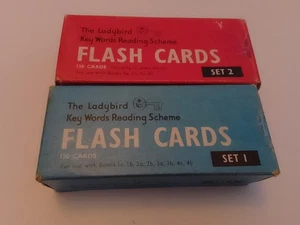 The Ladybird
Key Words Reading Scheme
FLASH CARDS
SET 2
The Ladybird
Key Words Reading Scheme
FLASH CARDS
SET 1